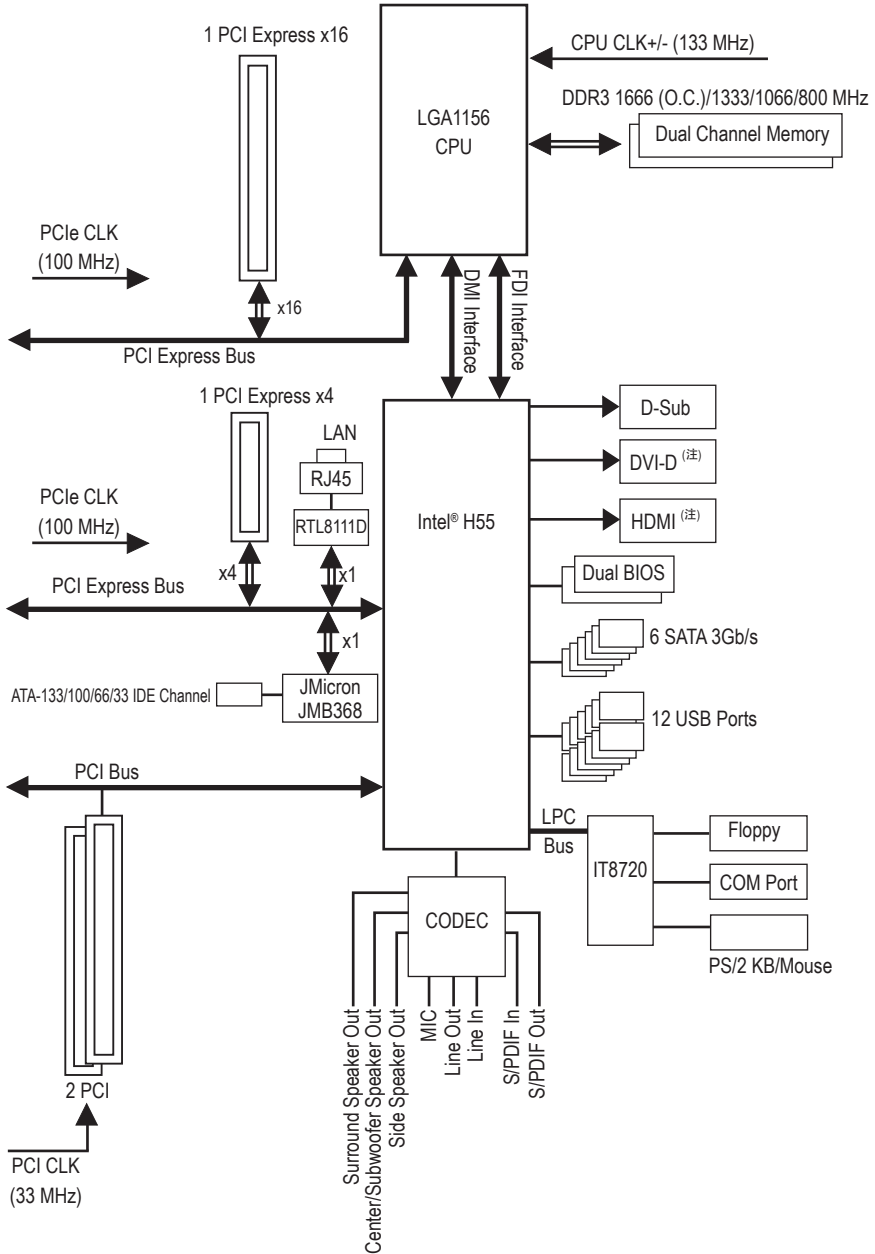 1 PCI Express x16
CPU CLK+/- (133 MHz)
DDR3 1666 (O.C.)/1333/1066/800 MHz
LGA1156
CPU
Dual Channel Memory
PCIe CLK
(100 MHz)
x16
DMI Interface
FDI Interface
PCI Express Bus
1 PCI Express x4
D-Sub
LAN
RJ45
DVI-D (注)
PCIe CLK
(100 MHz)
RTL8111D
Intel® H55
HDMI (注)
x4
x1
Dual BIOS
PCI Express Bus
x1
6 SATA 3Gb/s
ATA-133/100/66/33 IDE Channel
JMicron
JMB368
12 USB Ports
PCI Bus
LPC
Bus
IT8720
Floppy
COM Port
PS/2 KB/Mouse
CODEC
Surround Speaker Out
Center/Subwoofer Speaker Out
Side Speaker Out
MIC
Line Out
Line In
S/PDIF In
S/PDIF Out
2 PCI
PCI CLK
(33 MHz)